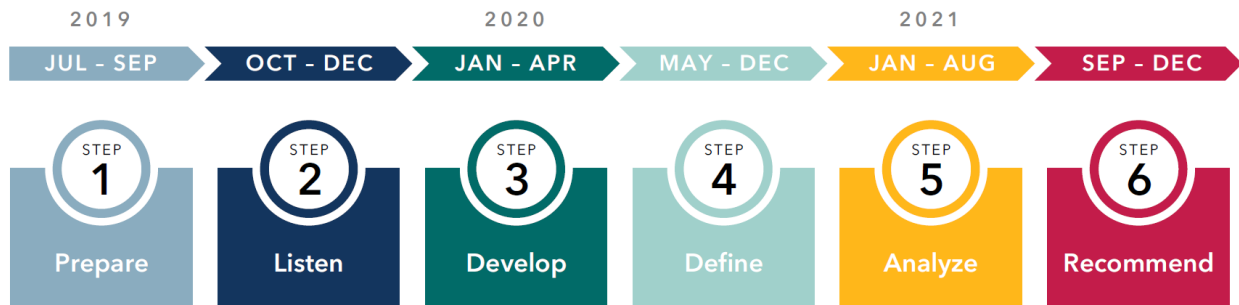 2019 2020 2021
JUL – SEP OCT – DEC JAN – APR MAY – DEC JAN – AUG SEP – DEC
STEP STEP STEP STEP STEP STEP
1 2 3 4 5 6
Prepare Listen Develop Define Analyze Recommend